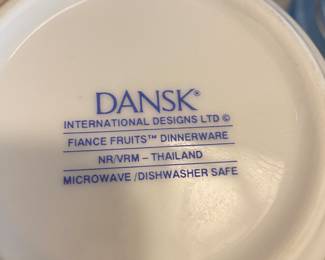 DANSK®
INTERNATIONAL DESIGNS LTD ©
FIANCE FRUITS™ DINNERWARE
NR/VRM – THAILAND
MICROWAVE /DISHWASHER SAFE